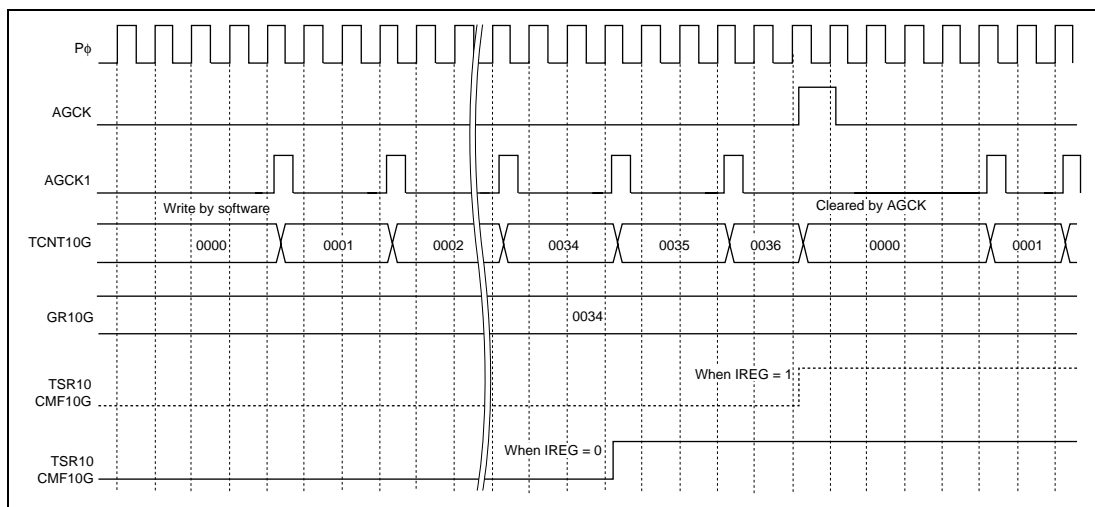 Pφ
AGCK
AGCK1
Write by software
Cleared by AGCK
TCNT10G
0000
0001
0002
0034
0035
0036
0000
0001
GR10G
0034
TSR10
CMF10G
When IREG = 1
TSR10
CMF10G
When IREG = 0